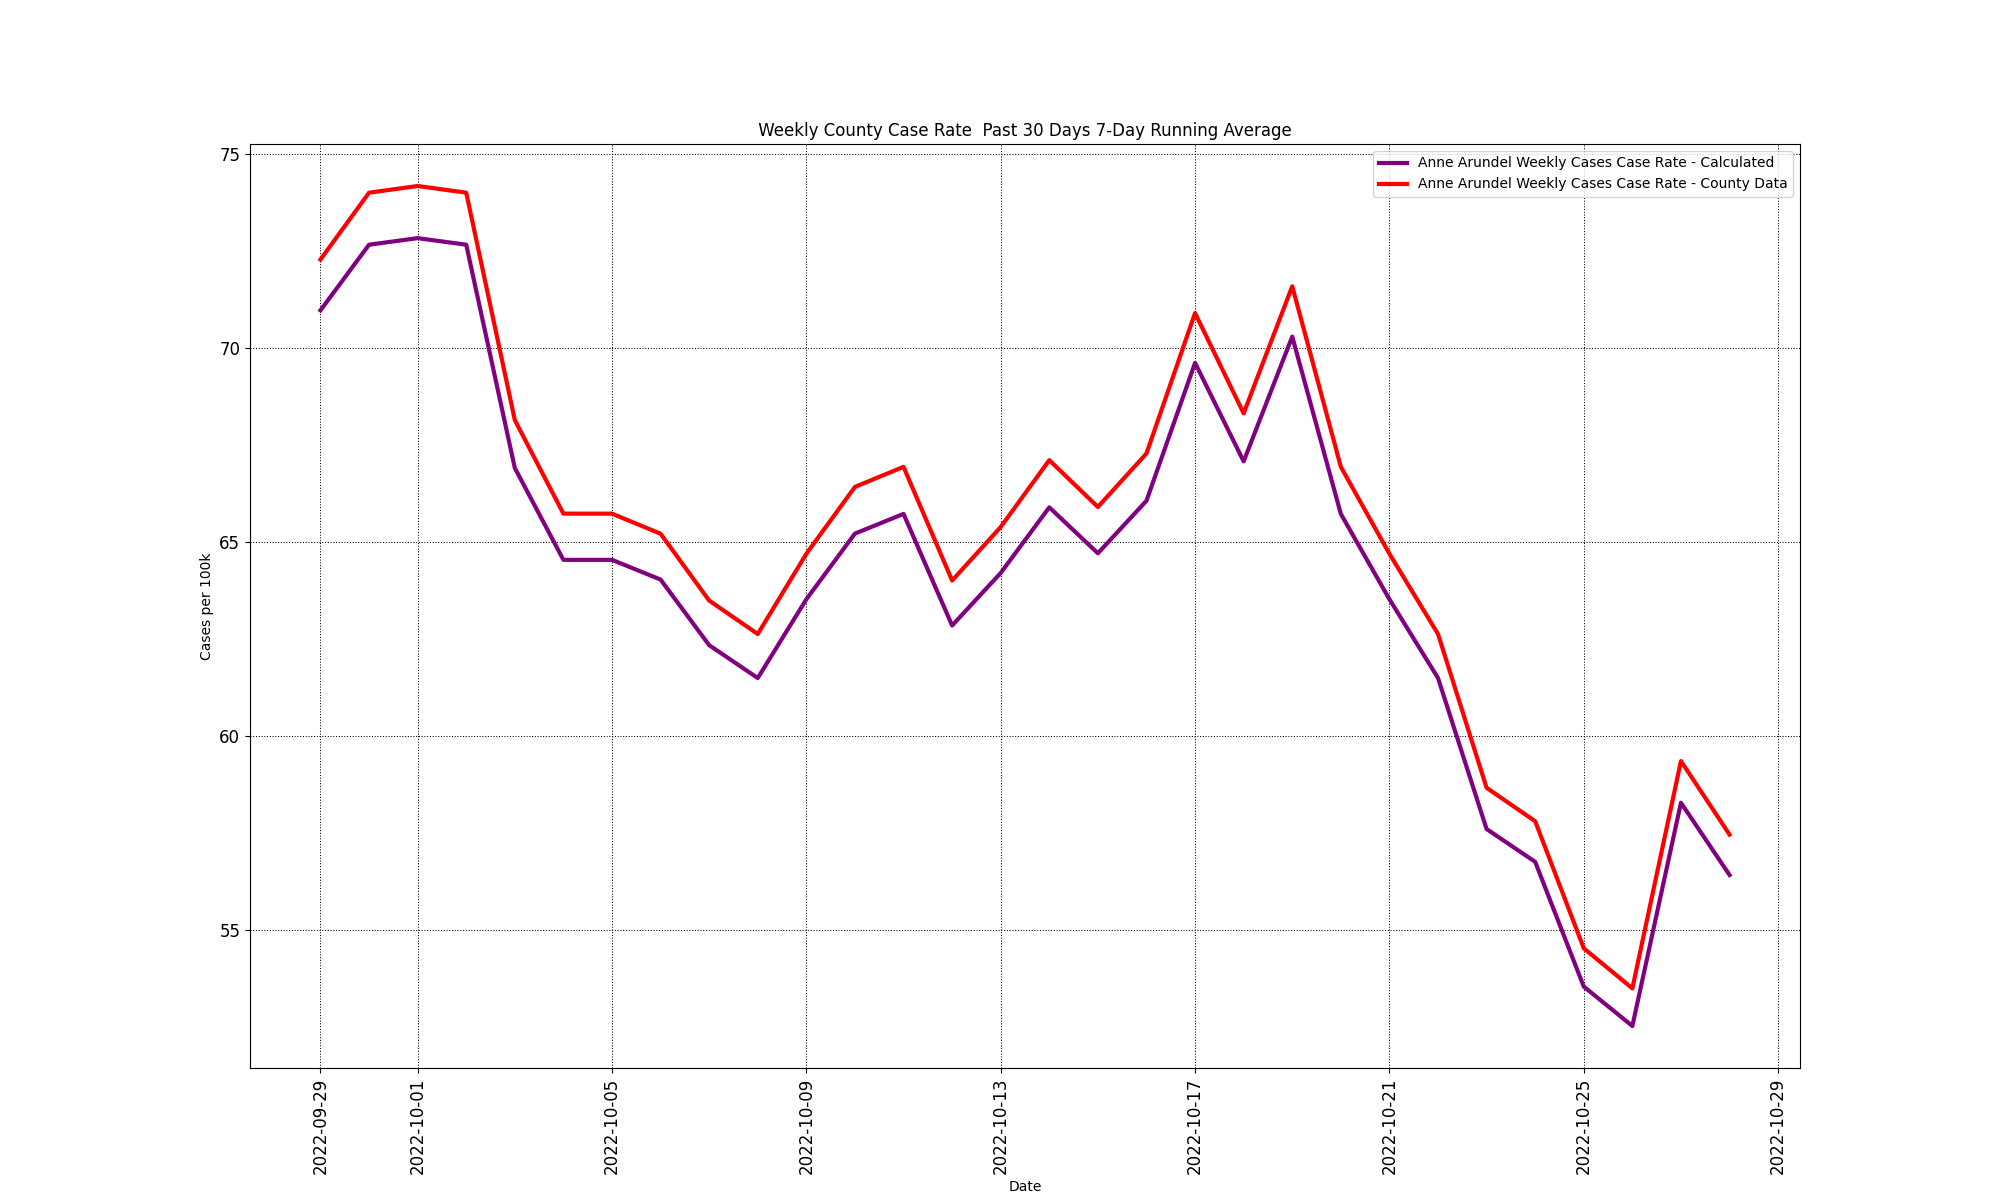 Weekly County Case Rate  Past 30 Days 7-Day Running Average
Anne Arundel Weekly Cases Case Rate - Calculated
Anne Arundel Weekly Cases Case Rate - County Data
75
70
65
60
55
Cases per 100k
2022-09-29
2022-10-01
2022-10-05
2022-10-09
2022-10-13
2022-10-17
2022-10-21
2022-10-25
2022-10-29
Date